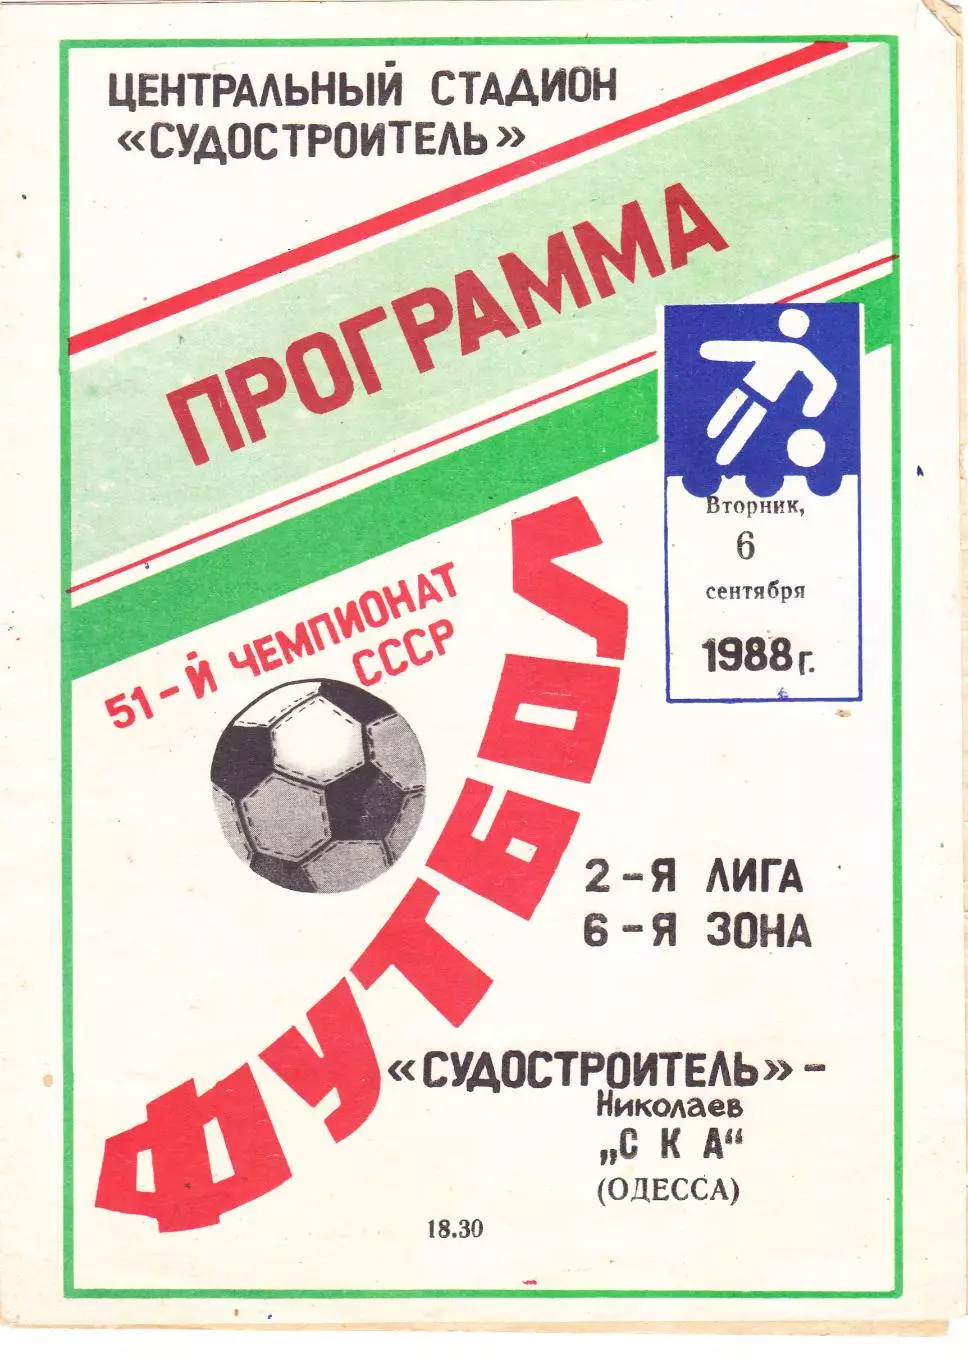 ЦЕНТРАЛЬНЫЙ СТАДИОН
«СУДОСТРОИТЕЛЬ»
ПРОГРАММА
Вторник,
6
сентября
1988 г.
51-Й ЧЕМПИОНАТ
СССР
ФУТБОЛ
2-Я ЛИГА
6-Я ЗОНА
«СУДОСТРОИТЕЛЬ» -
Николаев
„СКА“
(ОДЕССА)
18.30